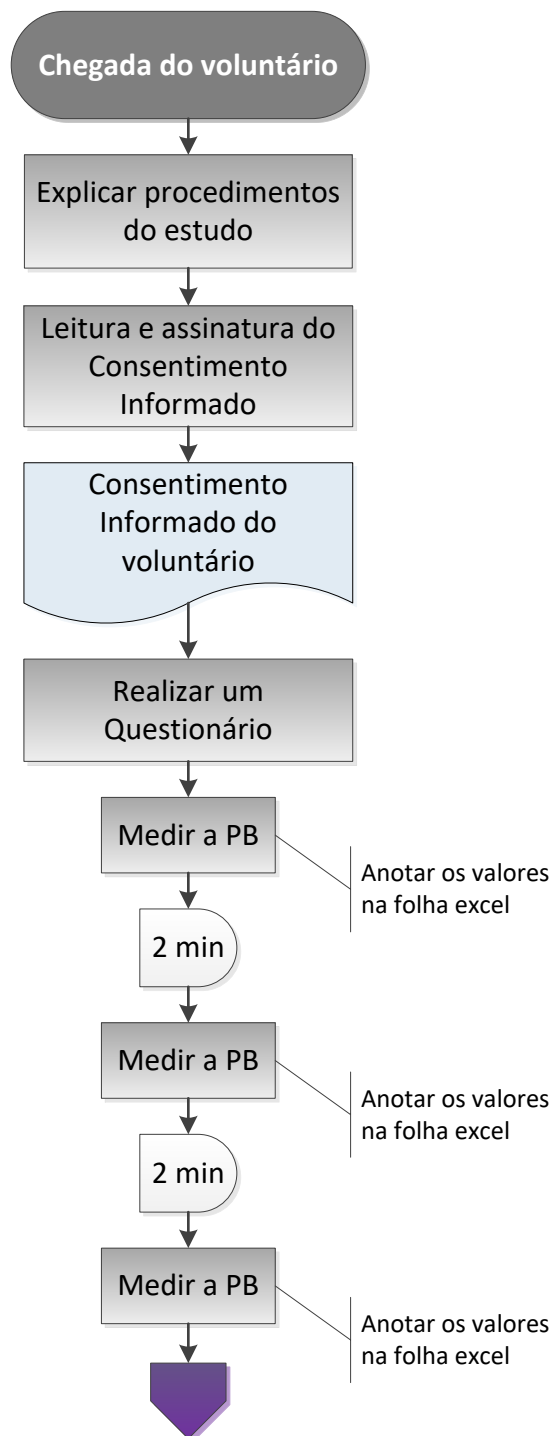 Chegada do voluntário
Explicar procedimentos
do estudo
Leitura e assinatura do
Consentimento
Informado
Consentimento
Informado do
voluntário
Realizar um
Questionário
Medir a PB
Anotar os valores
na folha excel
2 min
Medir a PB
Anotar os valores
na folha excel
2 min
Medir a PB
Anotar os valores
na folha excel